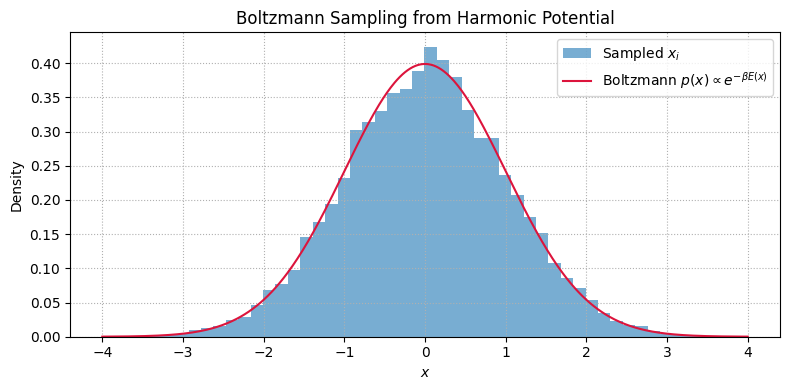 Boltzmann Sampling from Harmonic Potential
Sampled xᵢ
Boltzmann p(x) ∝ e^{−βE(x)}
Density
0.40
0.35
0.30
0.25
0.20
0.15
0.10
0.05
0.00
−4 −3 −2 −1 0 1 2 3 4
x